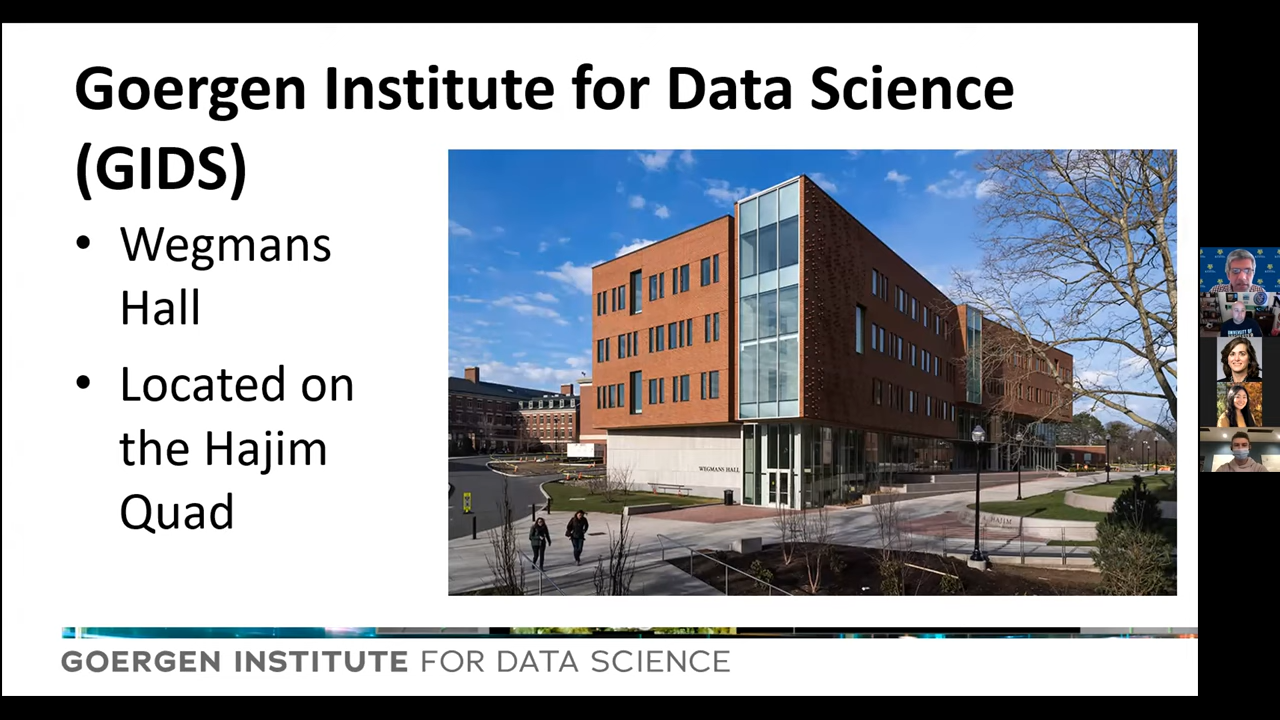 Goergen Institute for Data Science
(GIDS)
• Wegmans
Hall
• Located on
the Hajim
Quad
WEGMANS HALL
HAJIM
GOERGEN INSTITUTE FOR DATA SCIENCE